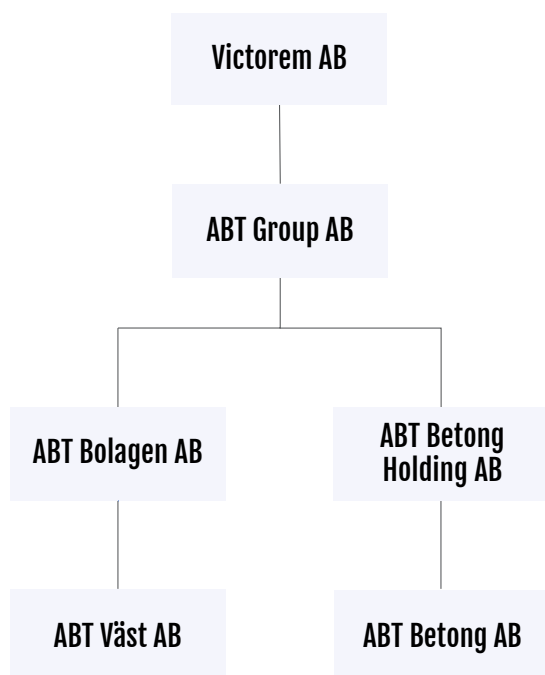 Victorem AB
ABT Group AB
ABT Bolagen AB
ABT Betong
Holding AB
ABT Väst AB
ABT Betong AB